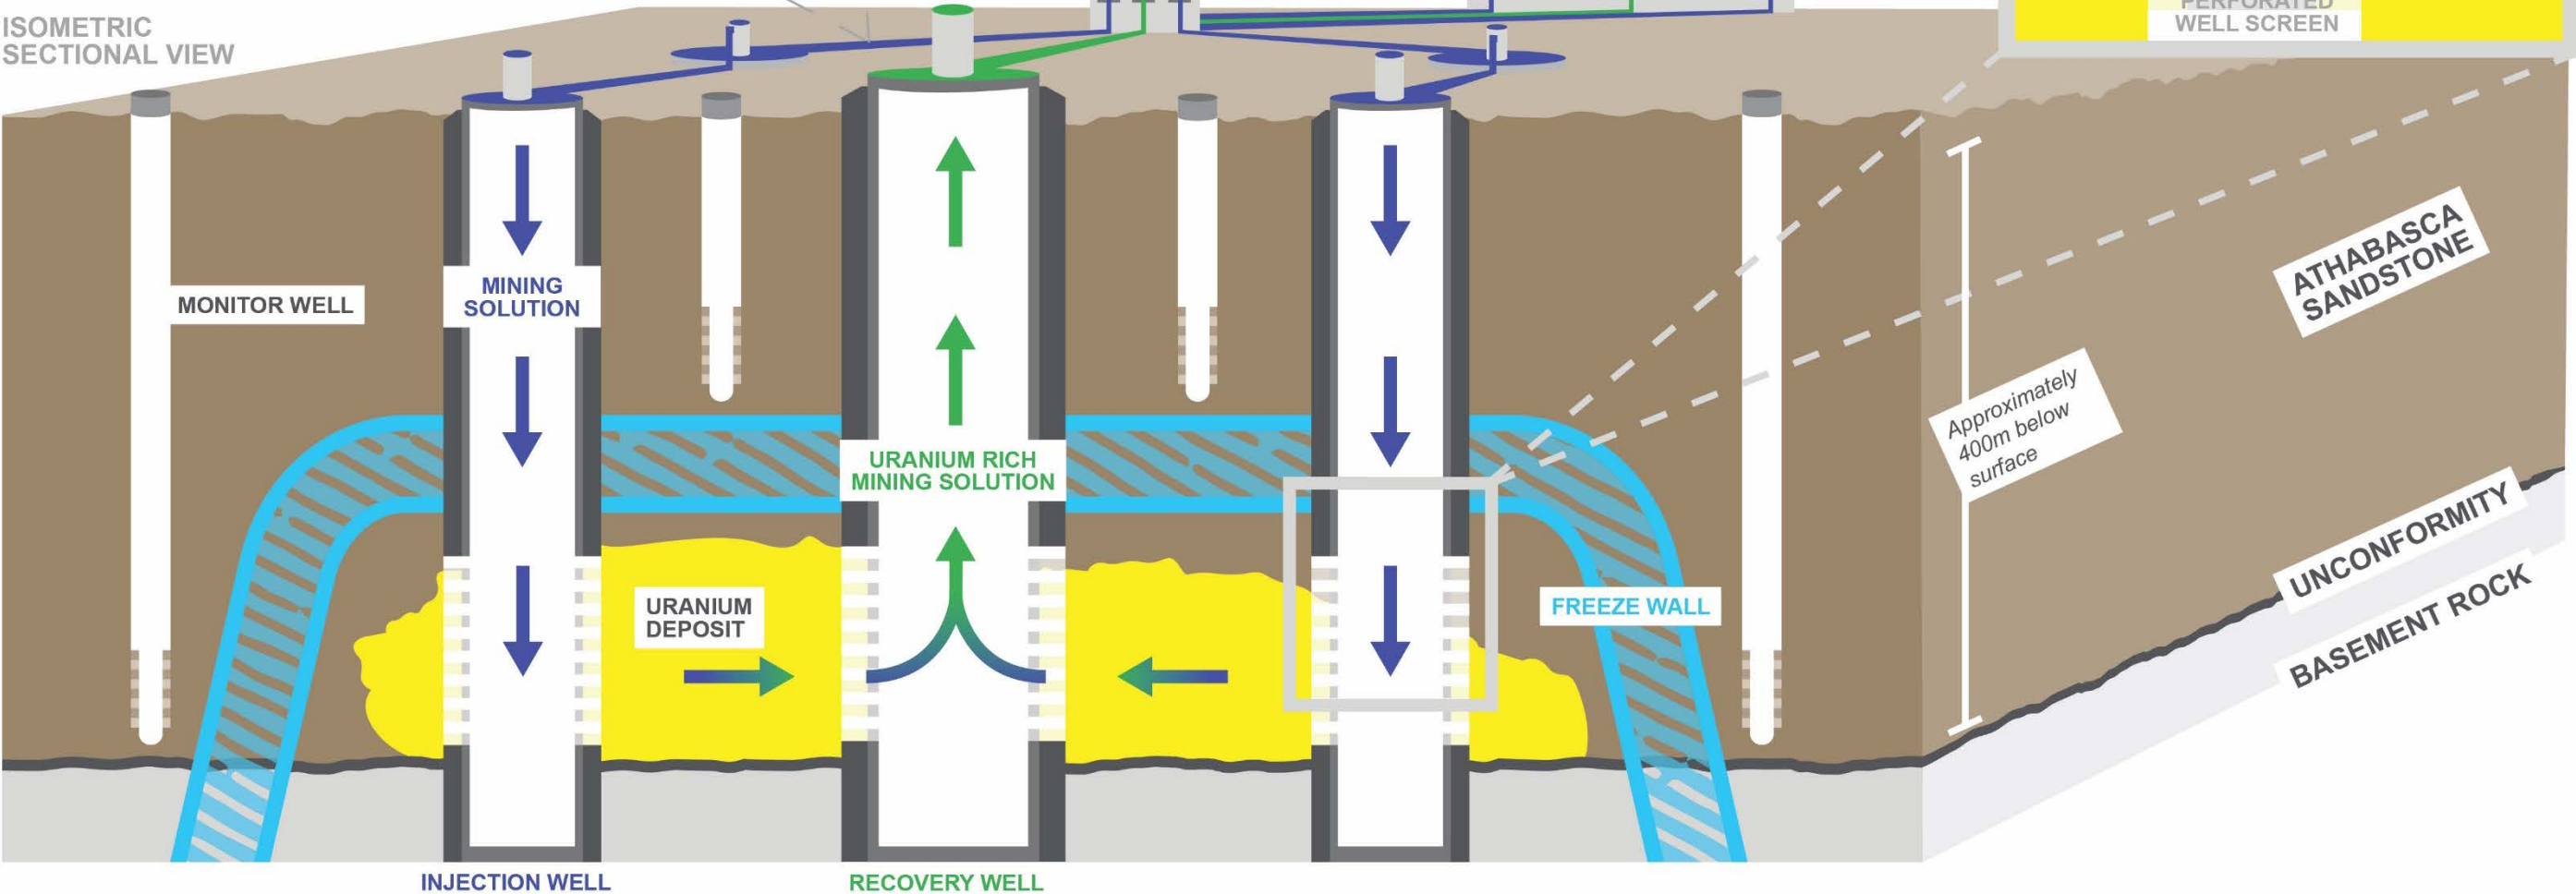 ISOMETRIC
SECTIONAL VIEW
PERFORATED
WELL SCREEN
MONITOR WELL
MINING
SOLUTION
URANIUM RICH
MINING SOLUTION
URANIUM
DEPOSIT
FREEZE WALL
ATHABASCA
SANDSTONE
Approximately
400m below
surface
UNCONFORMITY
BASEMENT ROCK
INJECTION WELL
RECOVERY WELL